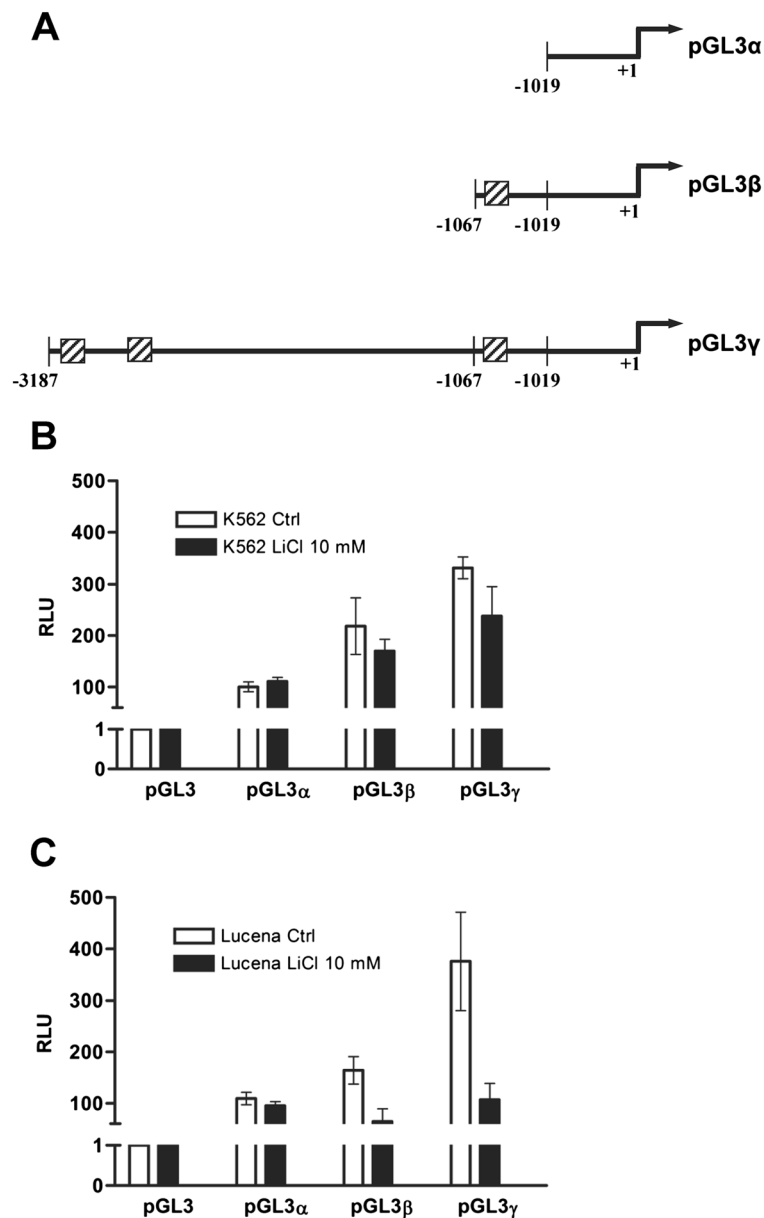 A
pGL3α
-1019
+1
pGL3β
-1067
-1019
+1
pGL3γ
-3187
-1067
-1019
+1
B
500
400
300
200
100
1
0
RLU
K562 Ctrl
K562 LiCl 10 mM
pGL3
pGL3α
pGL3β
pGL3γ
C
500
400
300
200
100
1
0
RLU
Lucena Ctrl
Lucena LiCl 10 mM
pGL3
pGL3α
pGL3β
pGL3γ